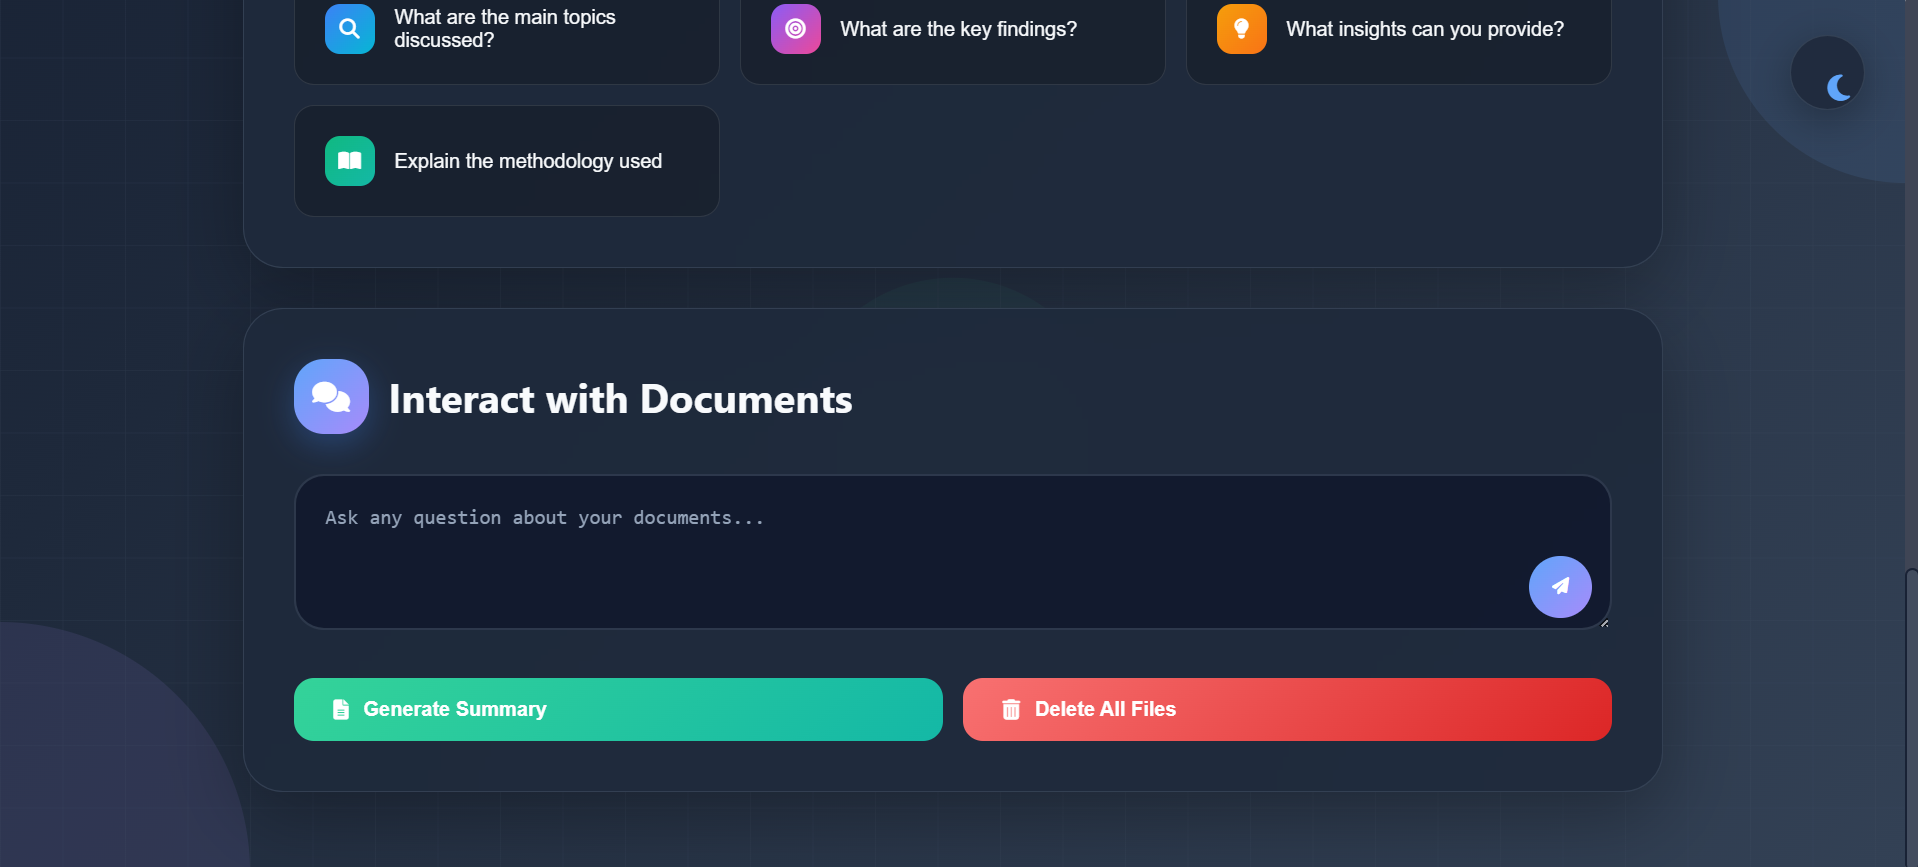 What are the main topics
discussed?
What are the key findings?
What insights can you provide?
Explain the methodology used
Interact with Documents
Ask any question about your documents...
Generate Summary
Delete All Files